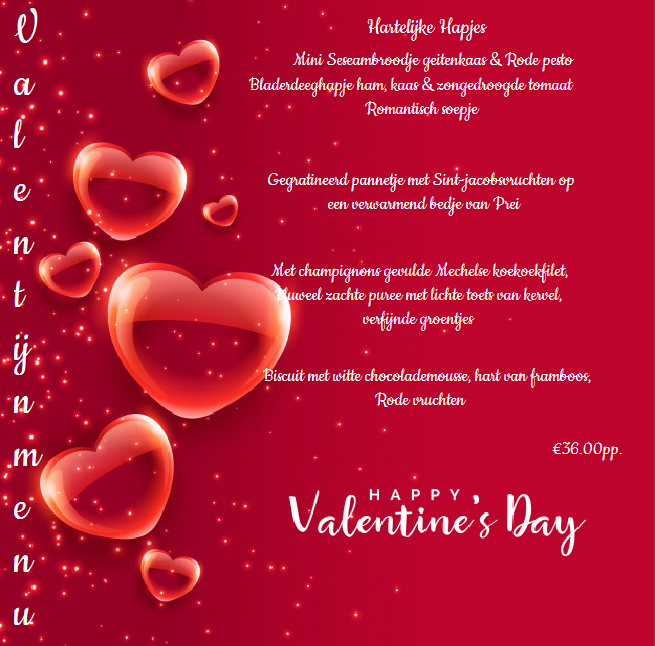 Valentijnmenu
Hartelijke Hapjes
Mini Seseambroodje geitenkaas & Rode pesto
Bladerdeeghapje ham, kaas & zongedroogde tomaat
Romantisch soepje
Gegratineerd pannetje met Sint-jacobsvruchten op
een verwarmend bedje van Prei
Met champignons gevulde Mechelse koekoekfilet,
Fluweel zachte puree met lichte toets van kervel,
verfijnde groentjes
Biscuit met witte chocolademousse, hart van framboos,
Rode vruchten
€36.00pp.
HAPPY
Valentine's Day